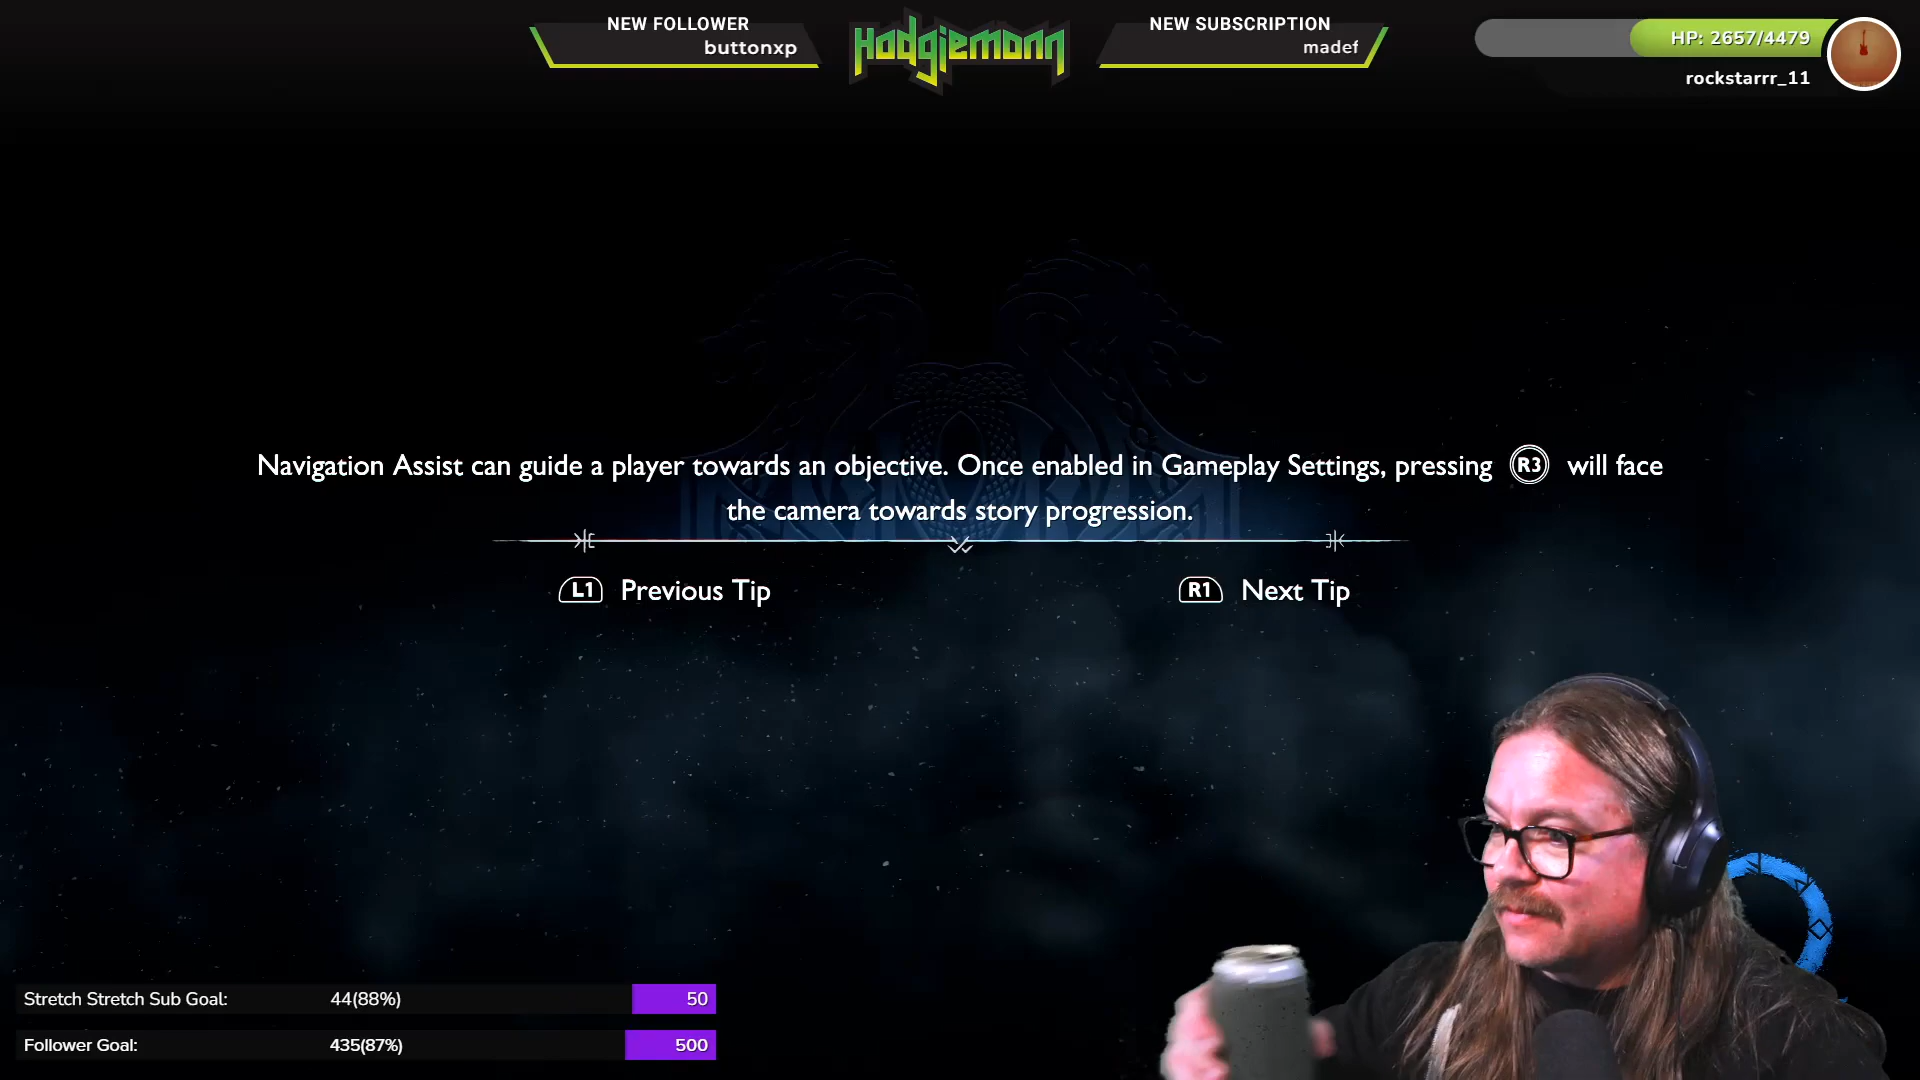 NEW FOLLOWER
buttonxp
Hodgiemonn
NEW SUBSCRIPTION
madef
HP: 2657/4479
rockstarrr_11
Navigation Assist can guide a player towards an objective. Once enabled in Gameplay Settings, pressing R3 will face
the camera towards story progression.
L1 Previous Tip
R1 Next Tip
Stretch Stretch Sub Goal: 44(88%) 50
Follower Goal: 435(87%) 500